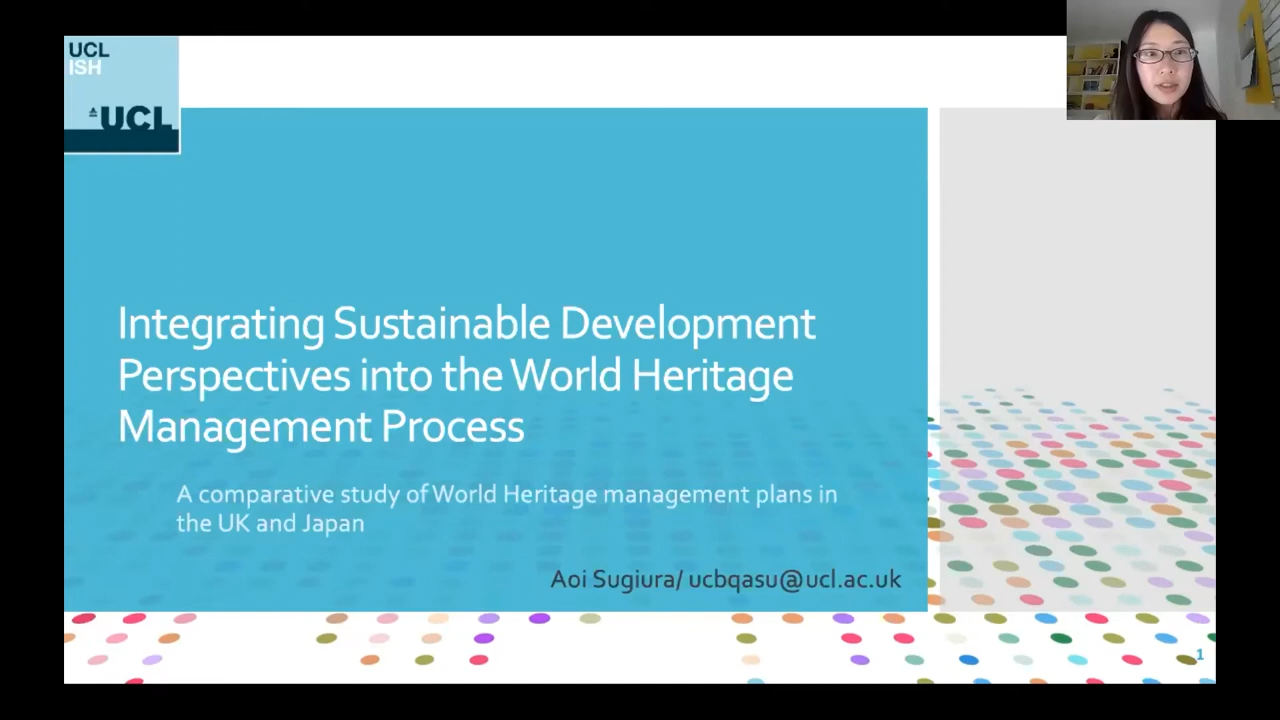 UCL
ISH
UCL
Integrating Sustainable Development
Perspectives into the World Heritage
Management Process
A comparative study of World Heritage management plans in
the UK and Japan
Aoi Sugiura/ ucbqasu@ucl.ac.uk
1